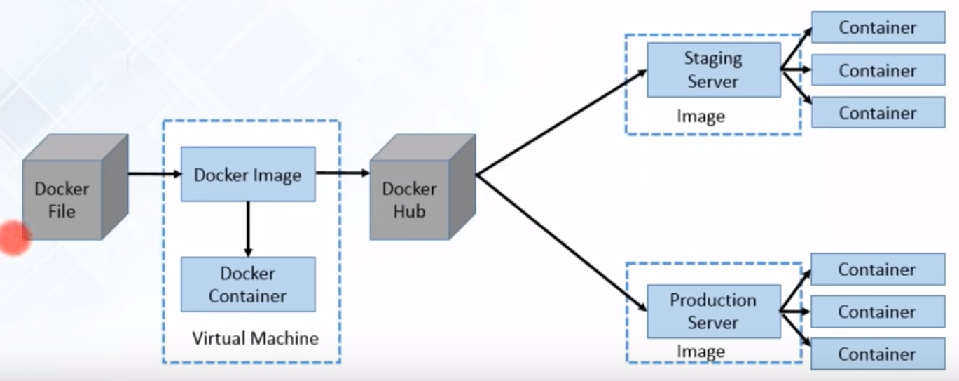 Docker
File
Docker Image
Docker
Container
Virtual Machine
Docker
Hub
Staging
Server
Image
Container
Container
Container
Production
Server
Image
Container
Container
Container